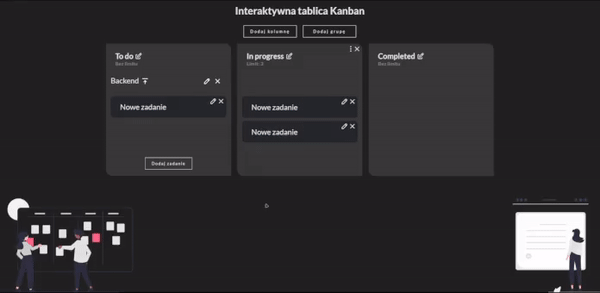 Interaktywna tablica Kanban
Dodaj kolumnę
Dodaj grupę
To do
Bez limitu
In progress
Limit: 3
Completed
Bez limitu
Backend
Nowe zadanie
Nowe zadanie
Nowe zadanie
Dodaj zadanie